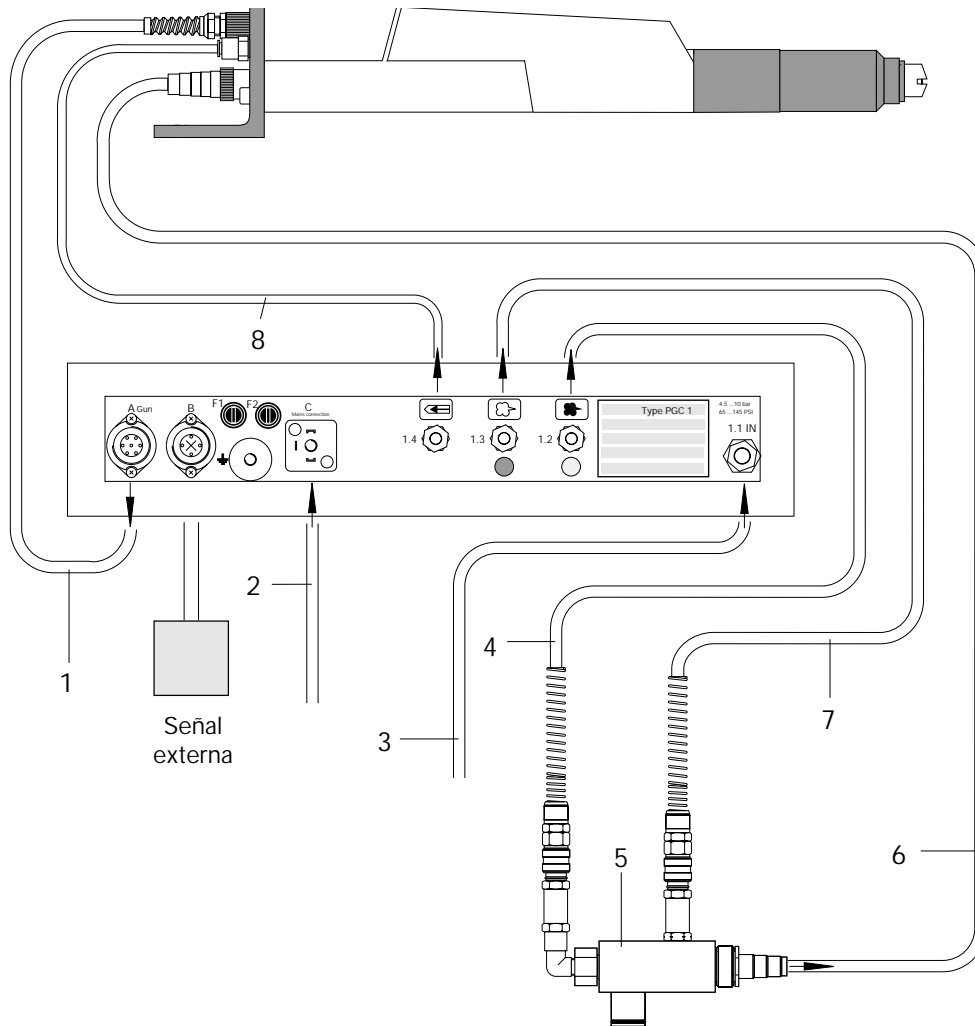 8
A Gun
B
F1
F2
C
Mains connection
1.4
1.3
1.2
Type PGC 1
4.5 ...10 bar
65 ...145 PSI
1.1 IN
1
2
3
4
7
Señal
externa
5
6